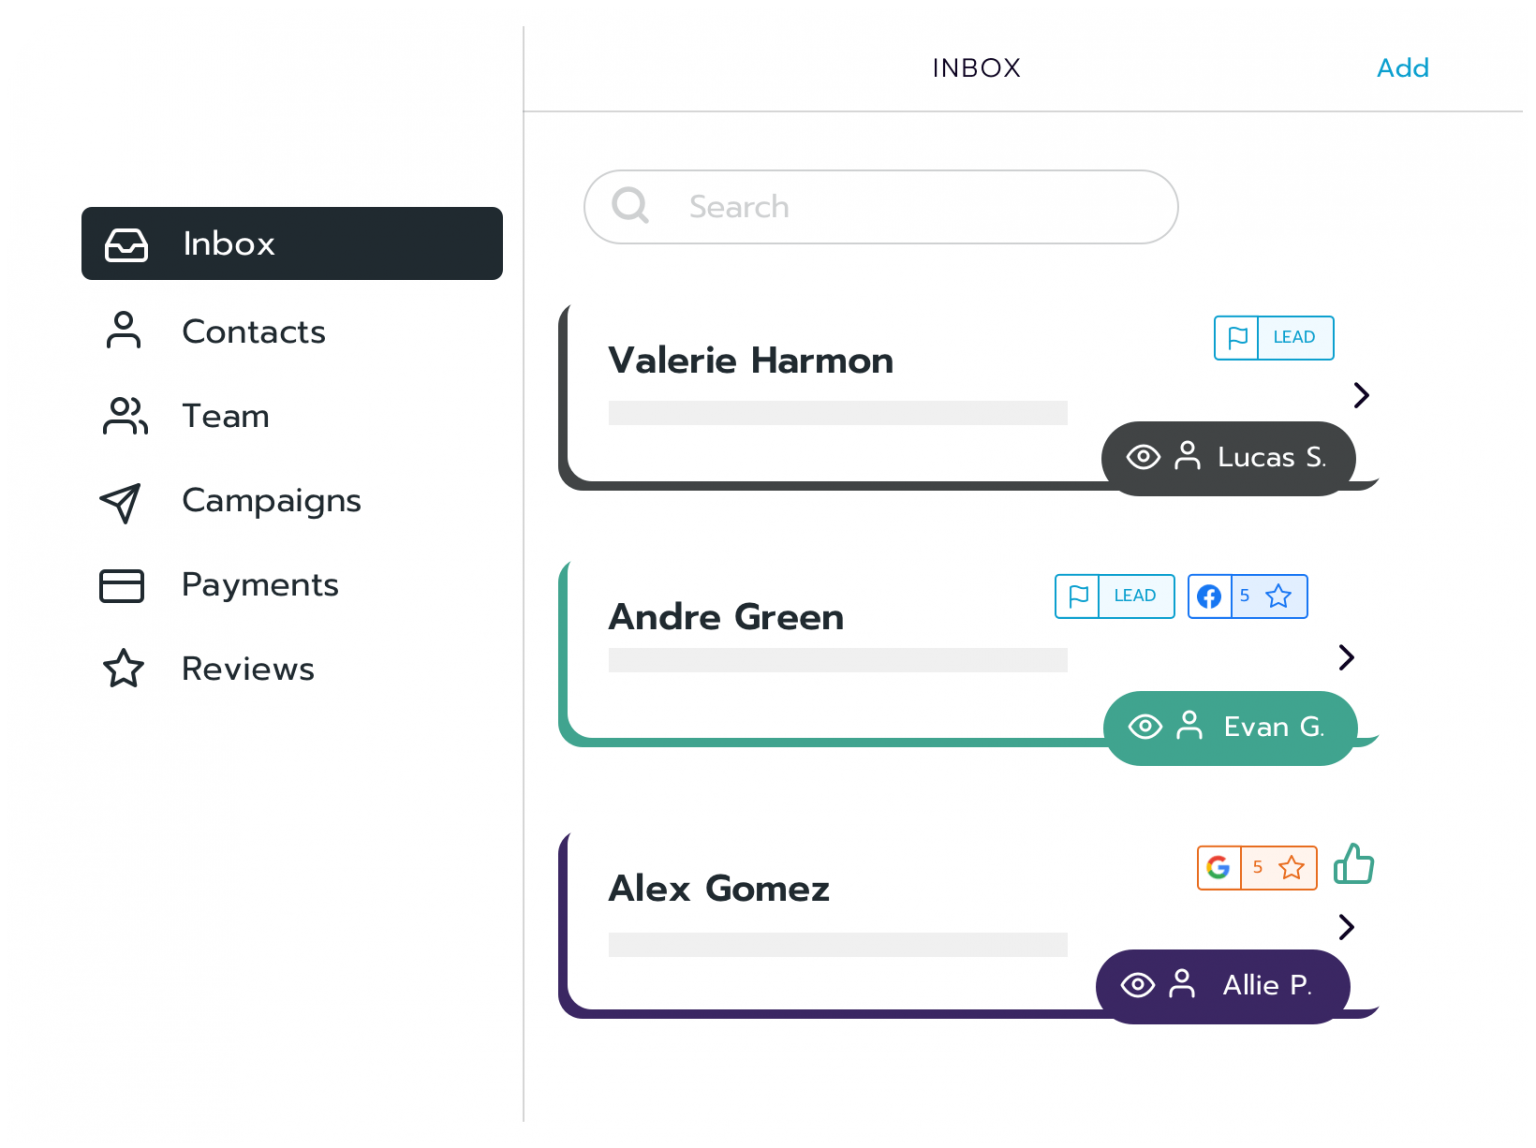 INBOX
Add
Search
Inbox
Contacts
Team
Campaigns
Payments
Reviews
Valerie Harmon
LEAD
Lucas S.
Andre Green
LEAD
5
Evan G.
Alex Gomez
G 5
Allie P.